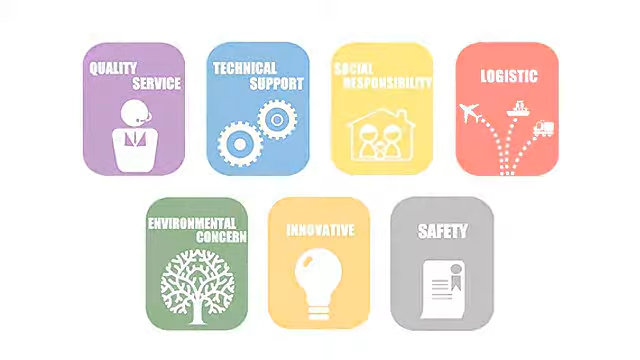 QUALITY
SERVICE
TECHNICAL
SUPPORT
SOCIAL
RESPONSIBILITY
LOGISTIC
ENVIRONMENTAL
CONCERN
INNOVATIVE
SAFETY